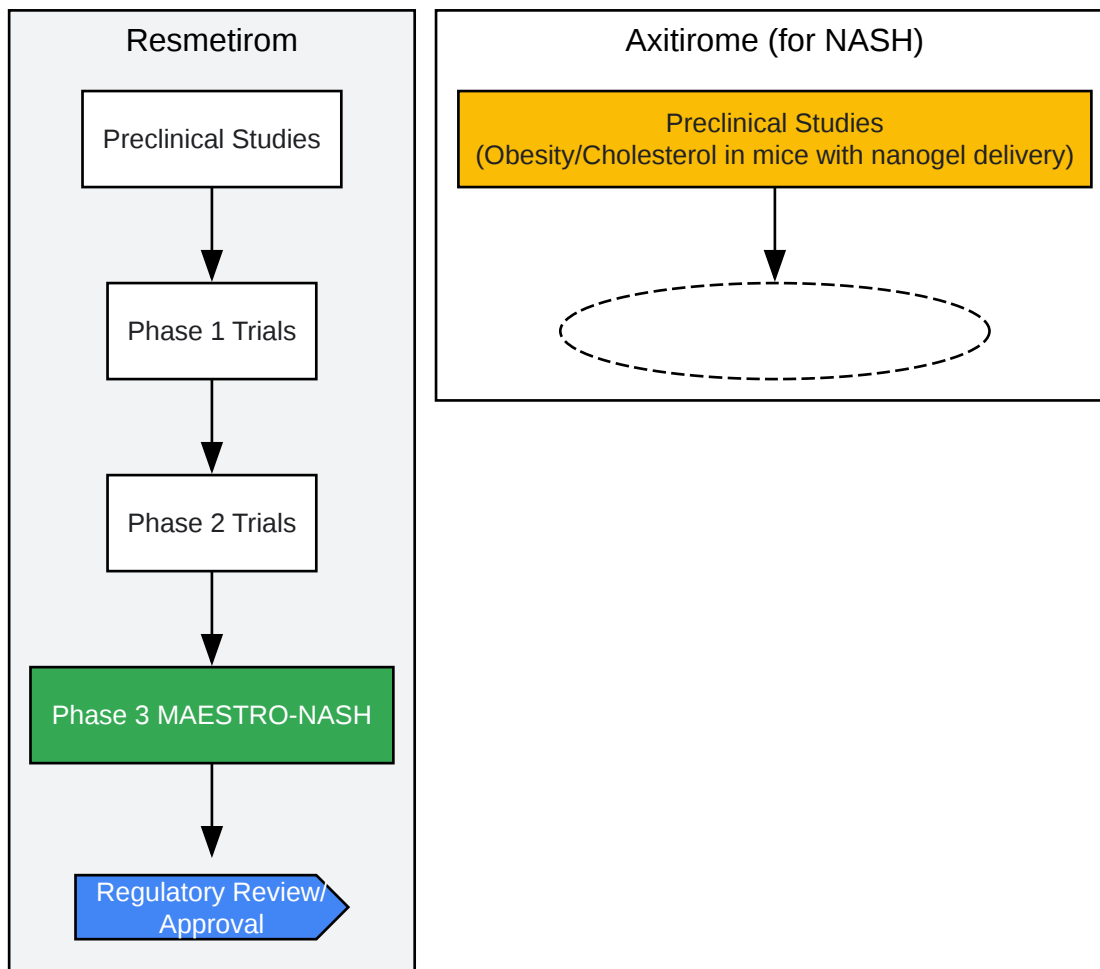 Resmetirom
Preclinical Studies
Phase 1 Trials
Phase 2 Trials
Phase 3 MAESTRO-NASH
Regulatory Review/
Approval
Axitirome (for NASH)
Preclinical Studies
(Obesity/Cholesterol in mice with nanogel delivery)